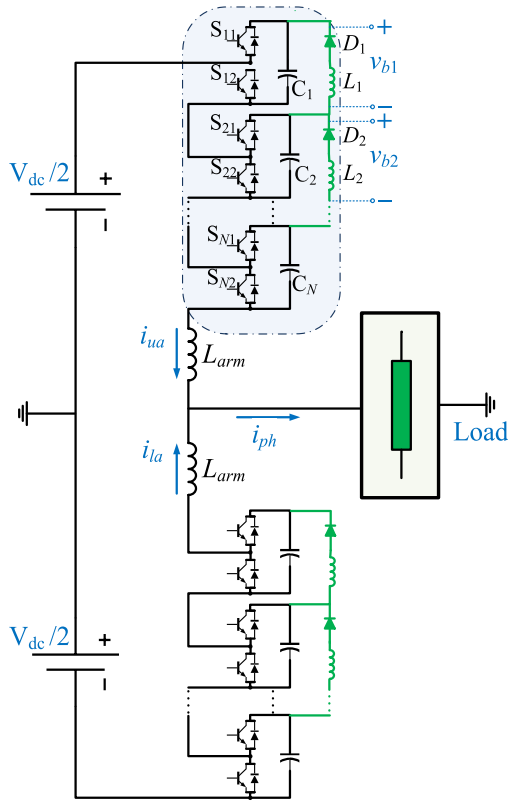 S11
+
D1
vb1
S12
L1
C1
−
S21
+
D2
vb2
S22
L2
C2
−
Vdc/2
+
−
SN1
SN2
CN
iua
Larm
iph
Load
ila
Larm
Vdc/2
+
−